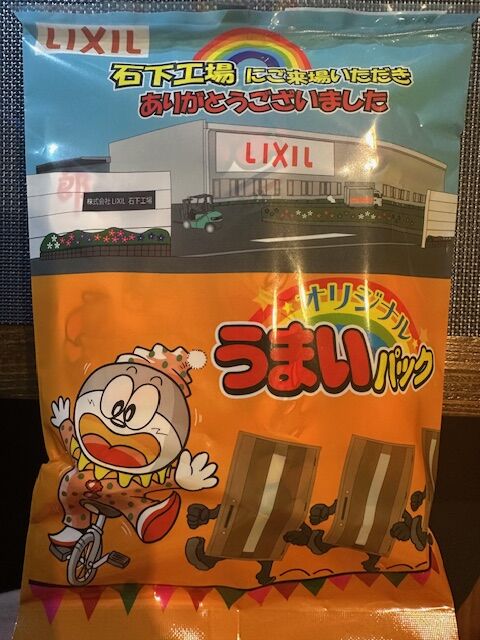 LIXIL
石下工場 にご来場いただき
ありがとうございました
LIXIL
株式会社 LIXIL 石下工場
オリジナル
うまいパック